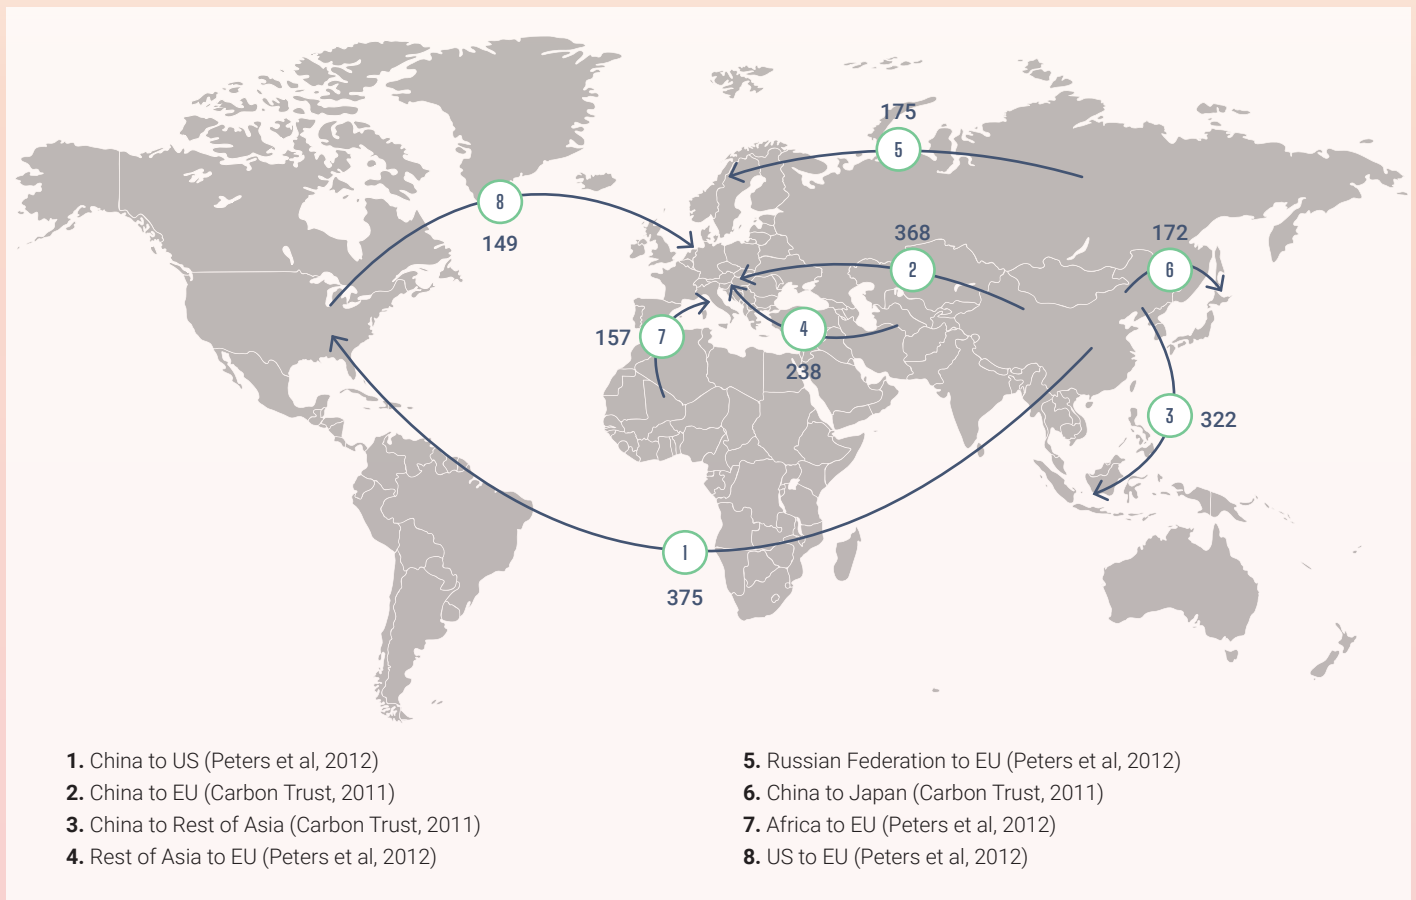 175
5
8
149
368
2
172
6
157
7
4
238
3
322
1
375
1. China to US (Peters et al, 2012)
2. China to EU (Carbon Trust, 2011)
3. China to Rest of Asia (Carbon Trust, 2011)
4. Rest of Asia to EU (Peters et al, 2012)
5. Russian Federation to EU (Peters et al, 2012)
6. China to Japan (Carbon Trust, 2011)
7. Africa to EU (Peters et al, 2012)
8. US to EU (Peters et al, 2012)